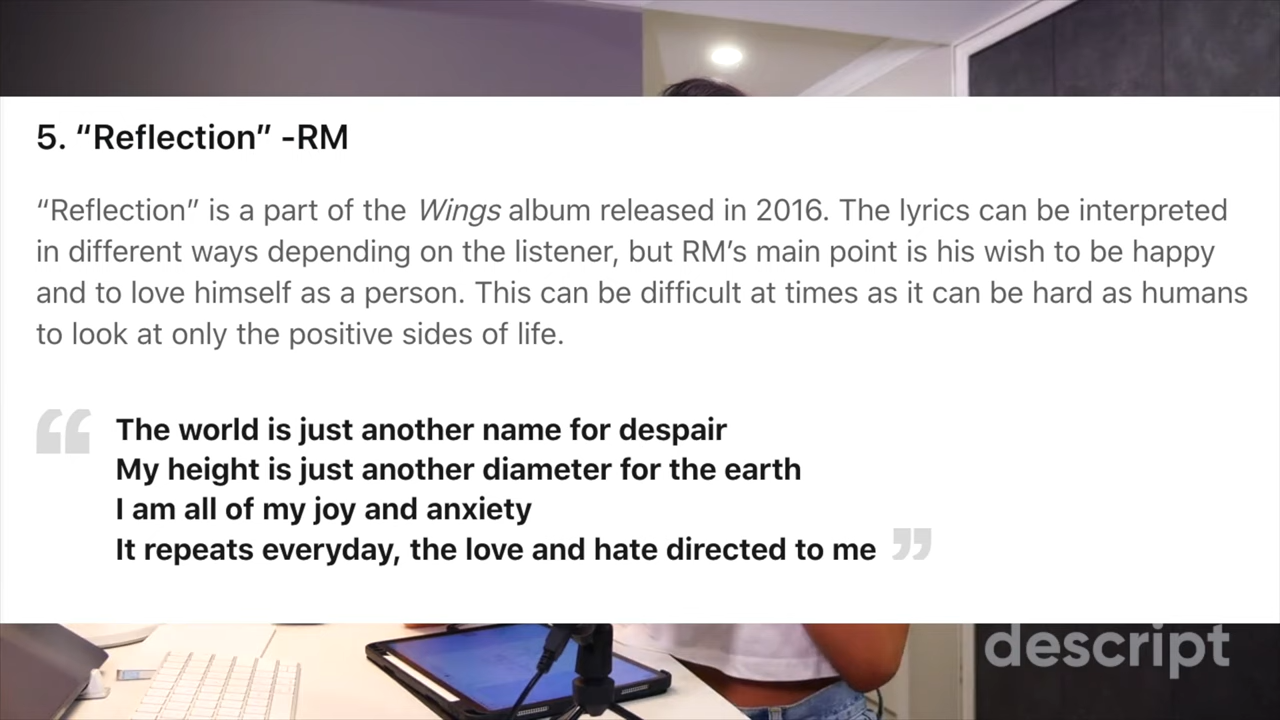 5. “Reflection” -RM
“Reflection” is a part of the Wings album released in 2016. The lyrics can be interpreted
in different ways depending on the listener, but RM’s main point is his wish to be happy
and to love himself as a person. This can be difficult at times as it can be hard as humans
to look at only the positive sides of life.
“ The world is just another name for despair
My height is just another diameter for the earth
I am all of my joy and anxiety
It repeats everyday, the love and hate directed to me ”
descript